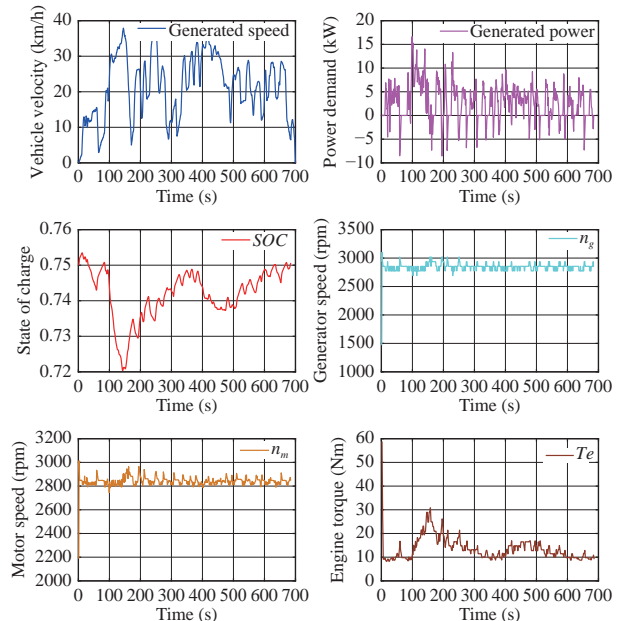 Generated speed
Vehicle velocity (km/h)
40
30
20
10
0
0 100 200 300 400 500 600 700
Time (s)
Generated power
Power demand (kW)
20
15
10
5
0
−5
−10
0 100 200 300 400 500 600 700
Time (s)
SOC
State of charge
0.76
0.75
0.74
0.73
0.72
0 100 200 300 400 500 600 700
Time (s)
n_g
Generator speed (rpm)
3500
3000
2500
2000
1500
1000
0 100 200 300 400 500 600 700
Time (s)
n_m
Motor speed (rpm)
3200
3000
2800
2600
2400
2200
2000
0 100 200 300 400 500 600 700
Time (s)
Te
Engine torque (Nm)
60
50
40
30
20
10
0
0 100 200 300 400 500 600 700
Time (s)